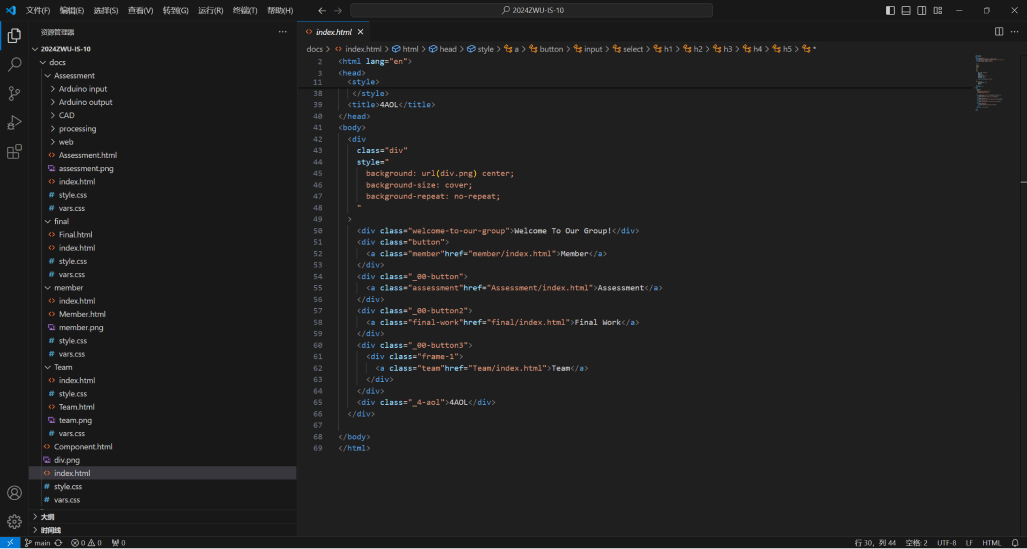 文件(F) 编辑(E) 选择(S) 查看(V) 转到(G) 运行(R) 终端(T) 帮助(H)
2024ZWU-IS-10
资源管理器
2024ZWU-IS-10
docs
Assessment
Arduino input
Arduino output
CAD
processing
web
Assessment.html
assessment.png
index.html
style.css
vars.css
final
Final.html
index.html
style.css
vars.css
member
index.html
Member.html
member.png
style.css
vars.css
Team
index.html
style.css
Team.html
team.png
vars.css
Component.html
div.png
index.html
style.css
vars.css
大纲
时间线
index.html
docs > index.html > html > head > style > a > button > input > select > h1 > h2 > h3 > h4 > h5 > *
2 <html lang="en">
3 <head>
11 <style>
38 </style>
39 <title>4AOL</title>
40 </head>
41 <body>
42 <div
43 class="div"
44 style="
45 background: url(div.png) center;
46 background-size: cover;
47 background-repeat: no-repeat;
48 "
49 >
50 <div class="welcome-to-our-group">Welcome To Our Group!</div>
51 <div class="button">
52 <a class="member"href="member/index.html">Member</a>
53 </div>
54 <div class="_00-button">
55 <a class="assessment"href="Assessment/index.html">Assessment</a>
56 </div>
57 <div class="_00-button2">
58 <a class="final-work"href="final/index.html">Final Work</a>
59 </div>
60 <div class="_00-button3">
61 <div class="frame-1">
62 <a class="team"href="Team/index.html">Team</a>
63 </div>
64 </div>
65 <div class="_4-aol">4AOL</div>
66 </div>
67
68 </body>
69 </html>
main 0 0 0 行 30，列 44 空格: 2 UTF-8 LF HTML